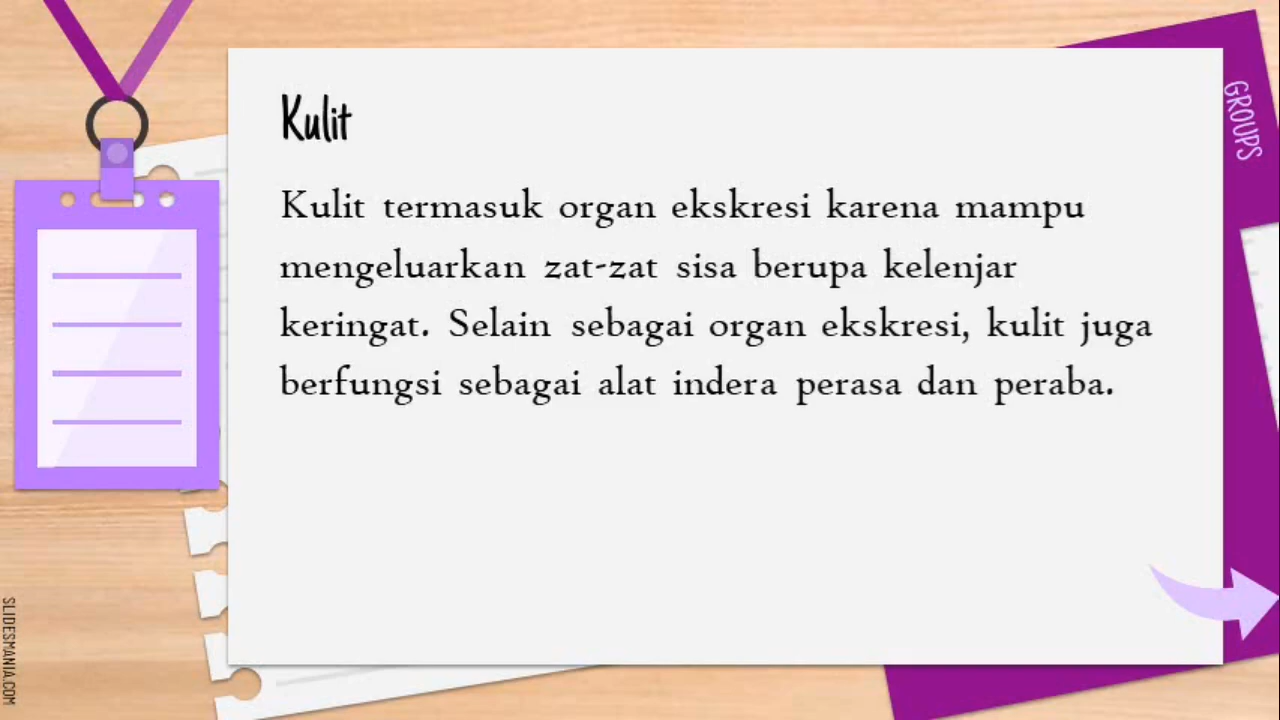 Kulit
Kulit termasuk organ ekskresi karena mampu
mengeluarkan zat-zat sisa berupa kelenjar
keringat. Selain sebagai organ ekskresi, kulit juga
berfungsi sebagai alat indera perasa dan peraba.
GROUPS
SLIDESMANIA.COM